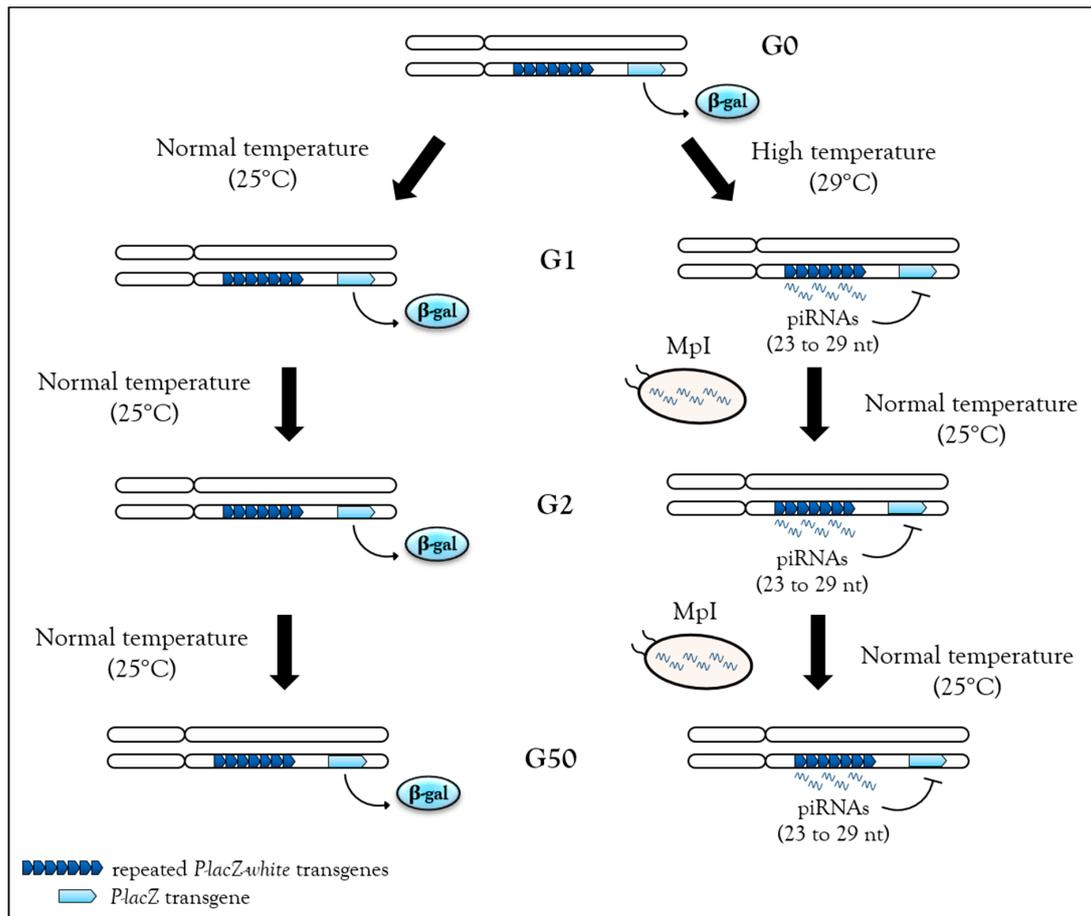 G0
β-gal
Normal temperature
(25°C)
High temperature
(29°C)
G1
β-gal
piRNAs
(23 to 29 nt)
MpI
Normal temperature
(25°C)
Normal temperature
(25°C)
G2
β-gal
piRNAs
(23 to 29 nt)
MpI
Normal temperature
(25°C)
Normal temperature
(25°C)
G50
β-gal
piRNAs
(23 to 29 nt)
repeated P-lacZ-white transgenes
P-lacZ transgene